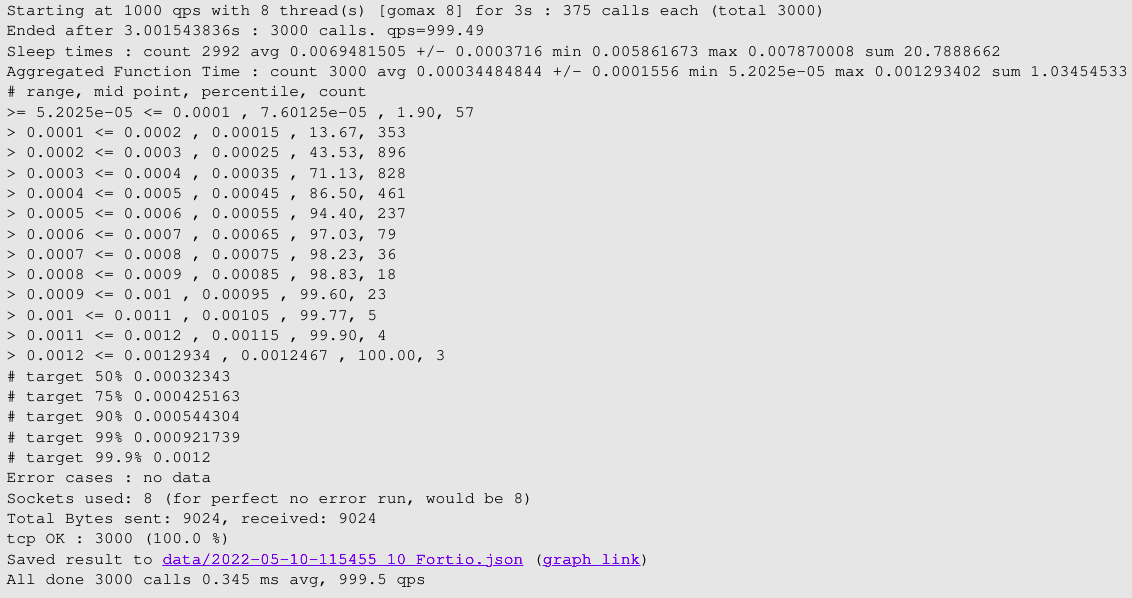 Starting at 1000 qps with 8 thread(s) [gomax 8] for 3s : 375 calls each (total 3000)
Ended after 3.001543836s : 3000 calls. qps=999.49
Sleep times : count 2992 avg 0.0069481505 +/- 0.0003716 min 0.005861673 max 0.007870008 sum 20.7888662
Aggregated Function Time : count 3000 avg 0.00034484844 +/- 0.0001556 min 5.2025e-05 max 0.001293402 sum 1.03454533
# range, mid point, percentile, count
>= 5.2025e-05 <= 0.0001 , 7.60125e-05 , 1.90, 57
> 0.0001 <= 0.0002 , 0.00015 , 13.67, 353
> 0.0002 <= 0.0003 , 0.00025 , 43.53, 896
> 0.0003 <= 0.0004 , 0.00035 , 71.13, 828
> 0.0004 <= 0.0005 , 0.00045 , 86.50, 461
> 0.0005 <= 0.0006 , 0.00055 , 94.40, 237
> 0.0006 <= 0.0007 , 0.00065 , 97.03, 79
> 0.0007 <= 0.0008 , 0.00075 , 98.23, 36
> 0.0008 <= 0.0009 , 0.00085 , 98.83, 18
> 0.0009 <= 0.001 , 0.00095 , 99.60, 23
> 0.001 <= 0.0011 , 0.00105 , 99.77, 5
> 0.0011 <= 0.0012 , 0.00115 , 99.90, 4
> 0.0012 <= 0.0012934 , 0.0012467 , 100.00, 3
# target 50% 0.00032343
# target 75% 0.000425163
# target 90% 0.000544304
# target 99% 0.000921739
# target 99.9% 0.0012
Error cases : no data
Sockets used: 8 (for perfect no error run, would be 8)
Total Bytes sent: 9024, received: 9024
tcp OK : 3000 (100.0 %)
Saved result to data/2022-05-10-115455_10_Fortio.json (graph link)
All done 3000 calls 0.345 ms avg, 999.5 qps